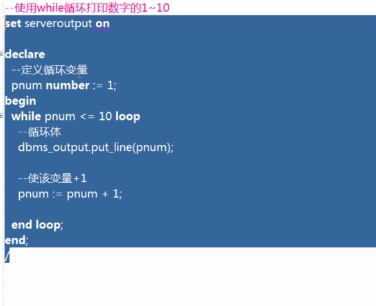 --使用while循环打印数字的1~10
set serveroutput on
declare
--定义循环变量
pnum number := 1;
begin
while pnum <= 10 loop
--循环体
dbms_output.put_line(pnum);
--使该变量+1
pnum := pnum + 1;
end loop;
end;
/